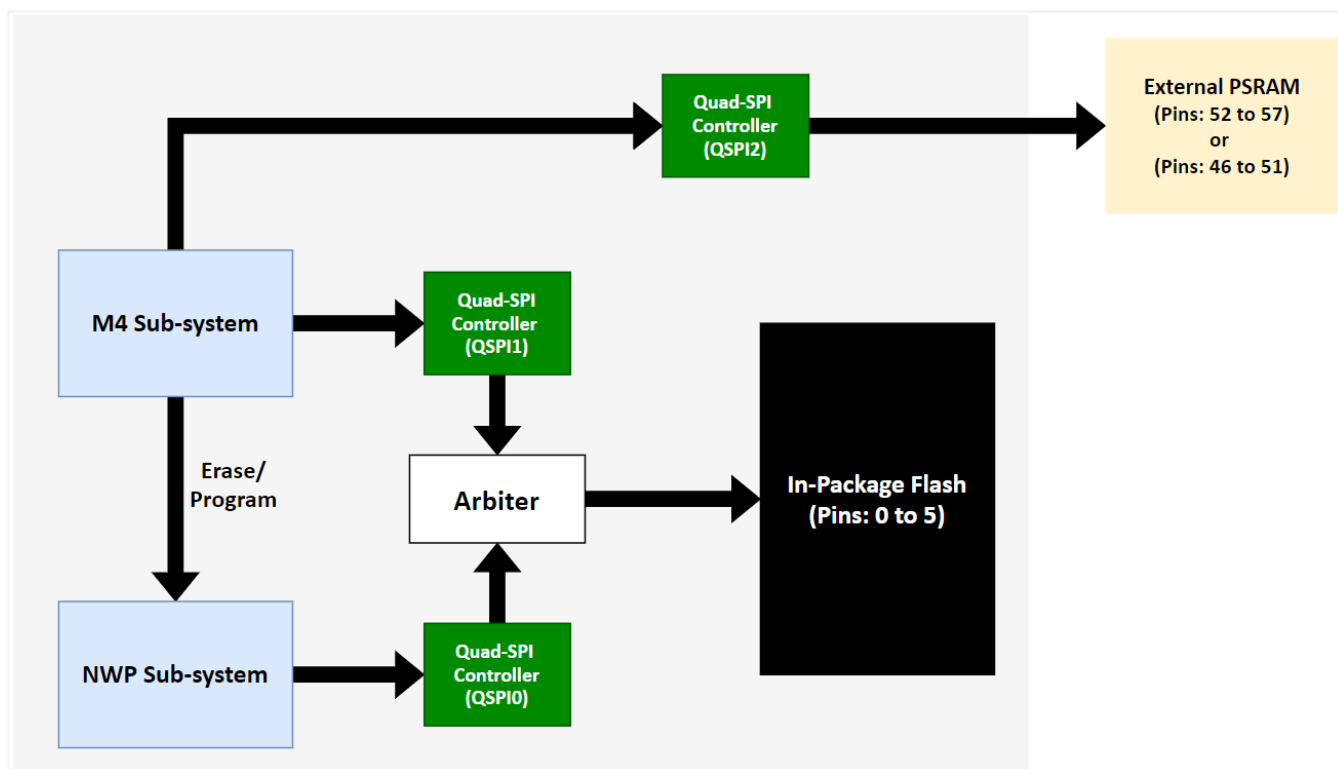 Quad-SPI
Controller
(QSPI2)
External PSRAM
(Pins: 52 to 57)
or
(Pins: 46 to 51)
M4 Sub-system
Quad-SPI
Controller
(QSPI1)
Erase/
Program
Arbiter
In-Package Flash
(Pins: 0 to 5)
NWP Sub-system
Quad-SPI
Controller
(QSPI0)